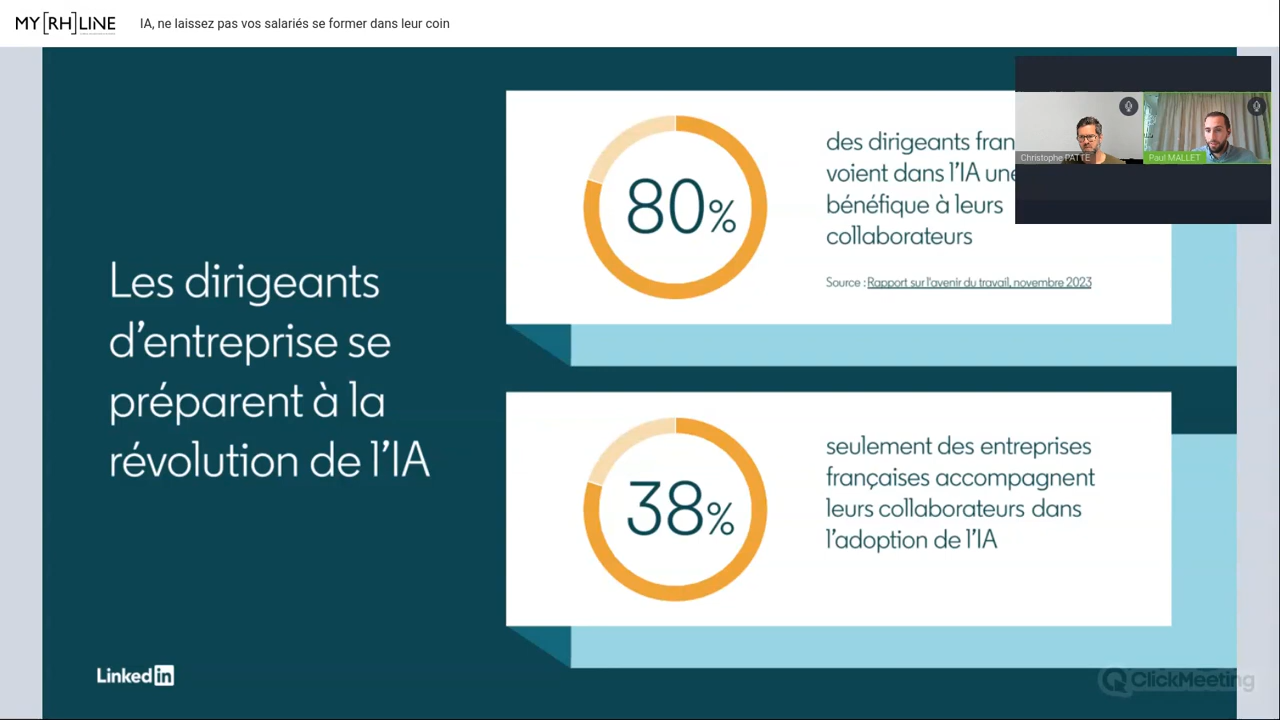 MY[RH]LINE
IA, ne laissez pas vos salariés se former dans leur coin
Les dirigeants
d'entreprise se
préparent à la
révolution de l'IA
80%
des dirigeants fran
voient dans l'IA une
bénéfique à leurs
collaborateurs
Source : Rapport sur l'avenir du travail, novembre 2023
38%
seulement des entreprises
françaises accompagnent
leurs collaborateurs dans
l'adoption de l'IA
Christophe PATTE
Paul MALLET
Linked in
ClickMeeting